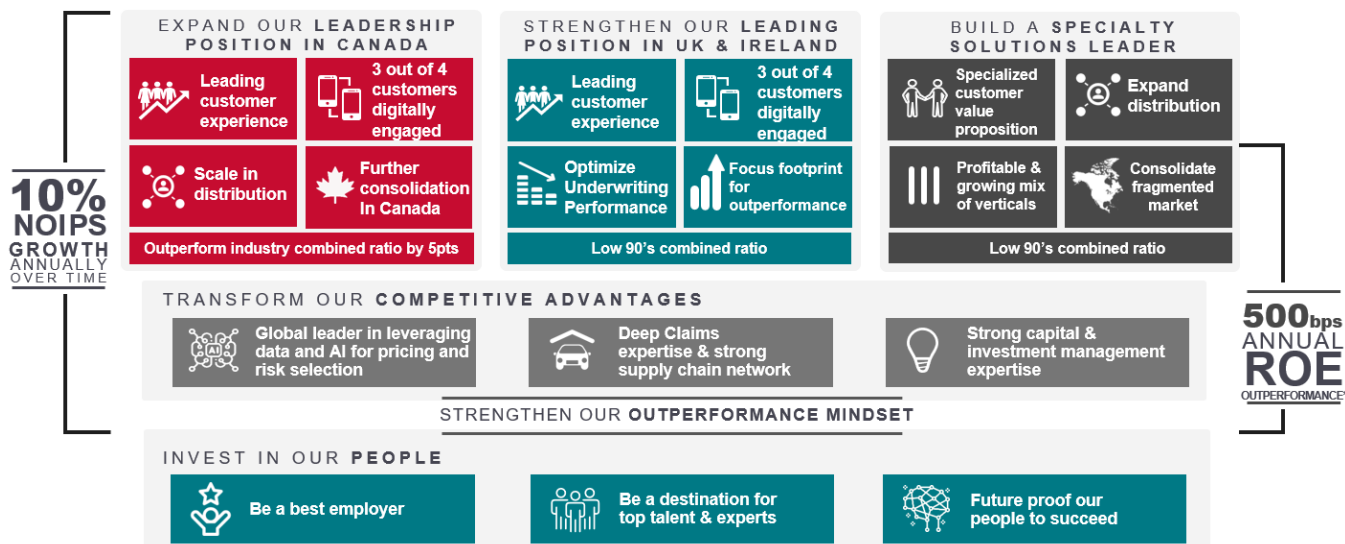 EXPAND OUR LEADERSHIP
POSITION IN CANADA
Leading
customer
experience
3 out of 4
customers
digitally
engaged
Scale in
distribution
Further
consolidation
In Canada
Outperform industry combined ratio by 5pts
STRENGTHEN OUR LEADING
POSITION IN UK & IRELAND
Leading
customer
experience
3 out of 4
customers
digitally
engaged
Optimize
Underwriting
Performance
Focus footprint
for
outperformance
Low 90's combined ratio
BUILD A SPECIALTY
SOLUTIONS LEADER
Specialized
customer
value
proposition
Expand
distribution
Profitable &
growing mix
of verticals
Consolidate
fragmented
market
Low 90's combined ratio
10%
NOIPS
GROWTH
ANNUALLY
OVER TIME
TRANSFORM OUR COMPETITIVE ADVANTAGES
AI
Global leader in leveraging
data and AI for pricing and
risk selection
Deep Claims
expertise & strong
supply chain network
Strong capital &
investment management
expertise
500bps
ANNUAL
ROE
OUTPERFORMANCE¹
STRENGTHEN OUR OUTPERFORMANCE MINDSET
INVEST IN OUR PEOPLE
Be a best employer
Be a destination for
top talent & experts
Future proof our
people to succeed